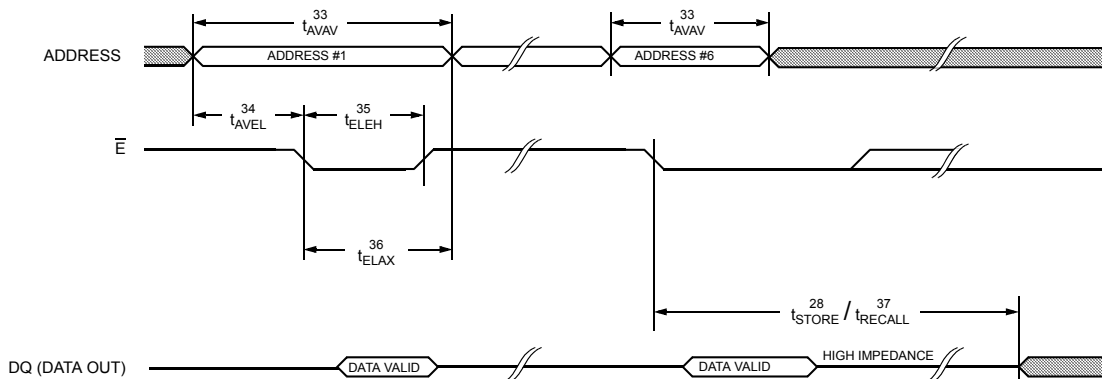 33 33
tAVAV tAVAV
ADDRESS ADDRESS #1 ADDRESS #6
34 35
tAVEL tELEH
E̅
36
tELAX
28 37
tSTORE / tRECALL
DQ (DATA OUT) DATA VALID DATA VALID HIGH IMPEDANCE